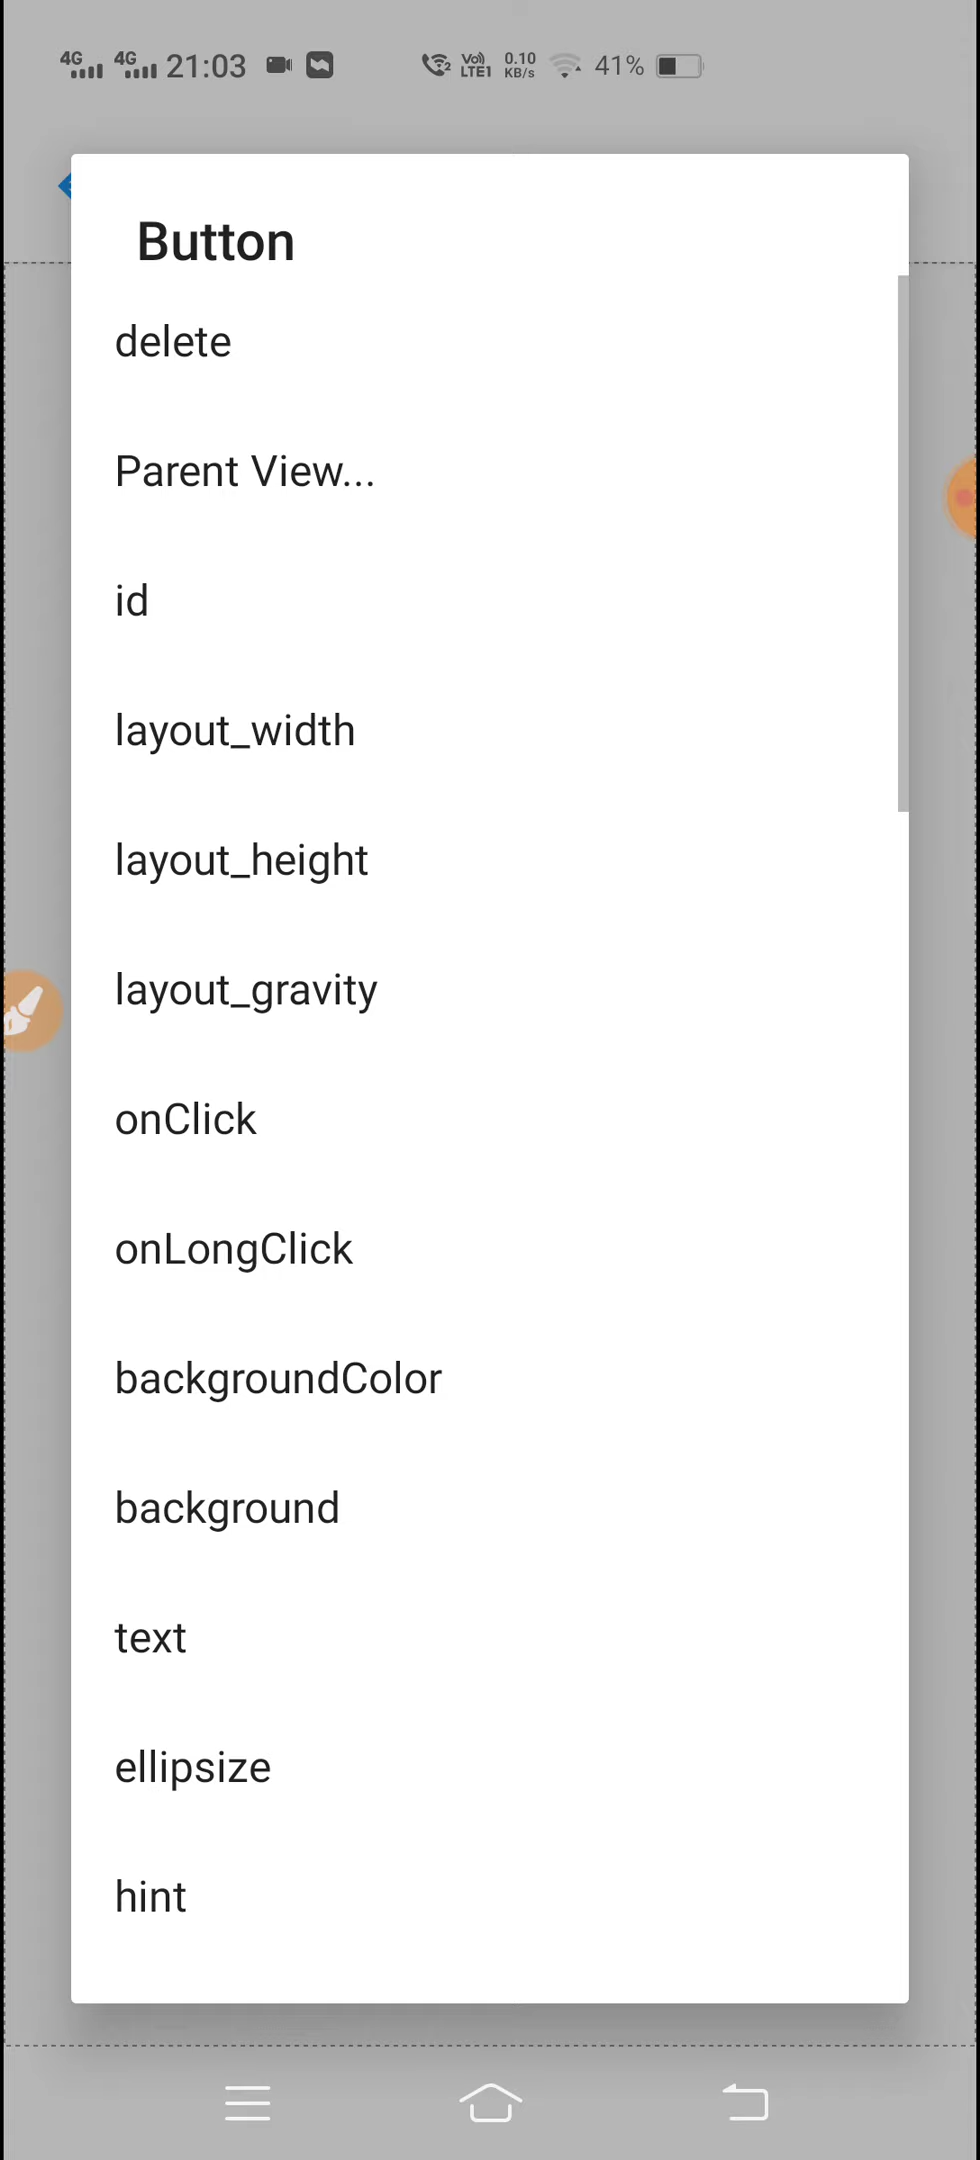 4G 4G 21:03 2 Vo) LTE1 0.10 KB/s 41%
Button
delete
Parent View...
id
layout_width
layout_height
layout_gravity
onClick
onLongClick
backgroundColor
background
text
ellipsize
hint